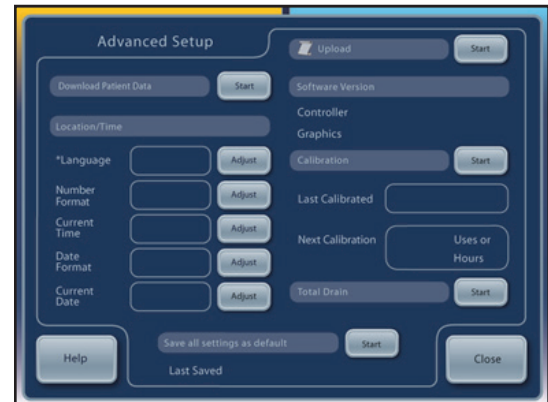 Advanced Setup
Upload Start
Download Patient Data Start
Software Version
Controller
Graphics
Location/Time
*Language Adjust
Calibration Start
Number
Format Adjust
Last Calibrated
Current
Time Adjust
Next Calibration Uses or
Hours
Date
Format Adjust
Current
Date Adjust
Total Drain Start
Save all settings as default Start
Last Saved
Help
Close